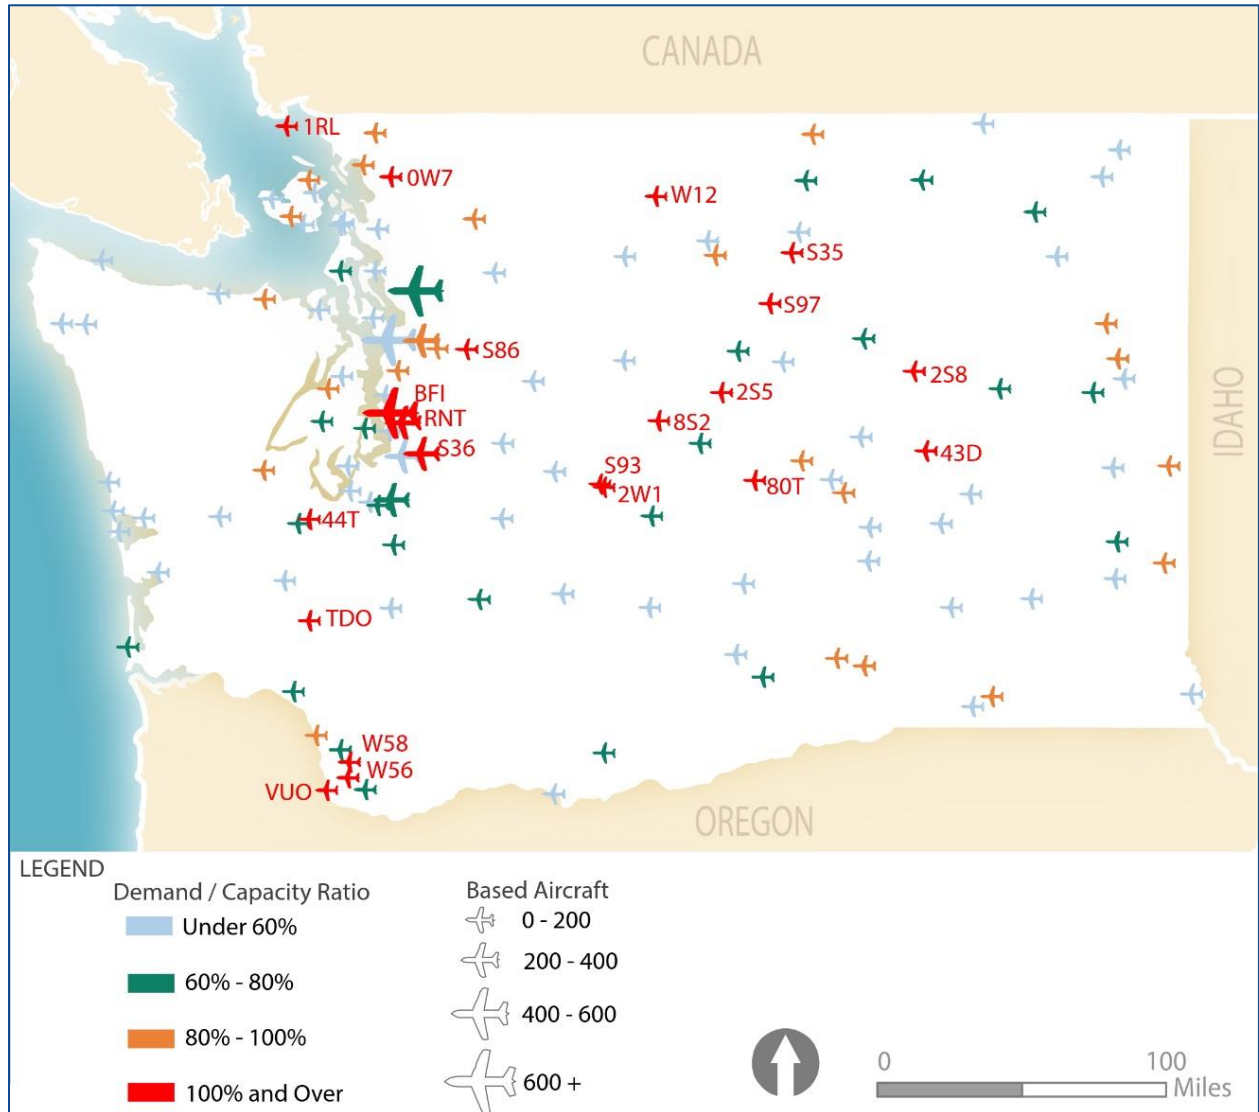 CANADA
1RL
0W7
W12
S35
S97
S86
2S8
BFI
2S5
RNT
8S2
S36
43D
S93
80T
2W1
44T
TDO
W58
W56
VUO
IDAHO
OREGON
LEGEND
Demand / Capacity Ratio
Under 60%
60% - 80%
80% - 100%
100% and Over
Based Aircraft
0 - 200
200 - 400
400 - 600
600 +
0 100
Miles